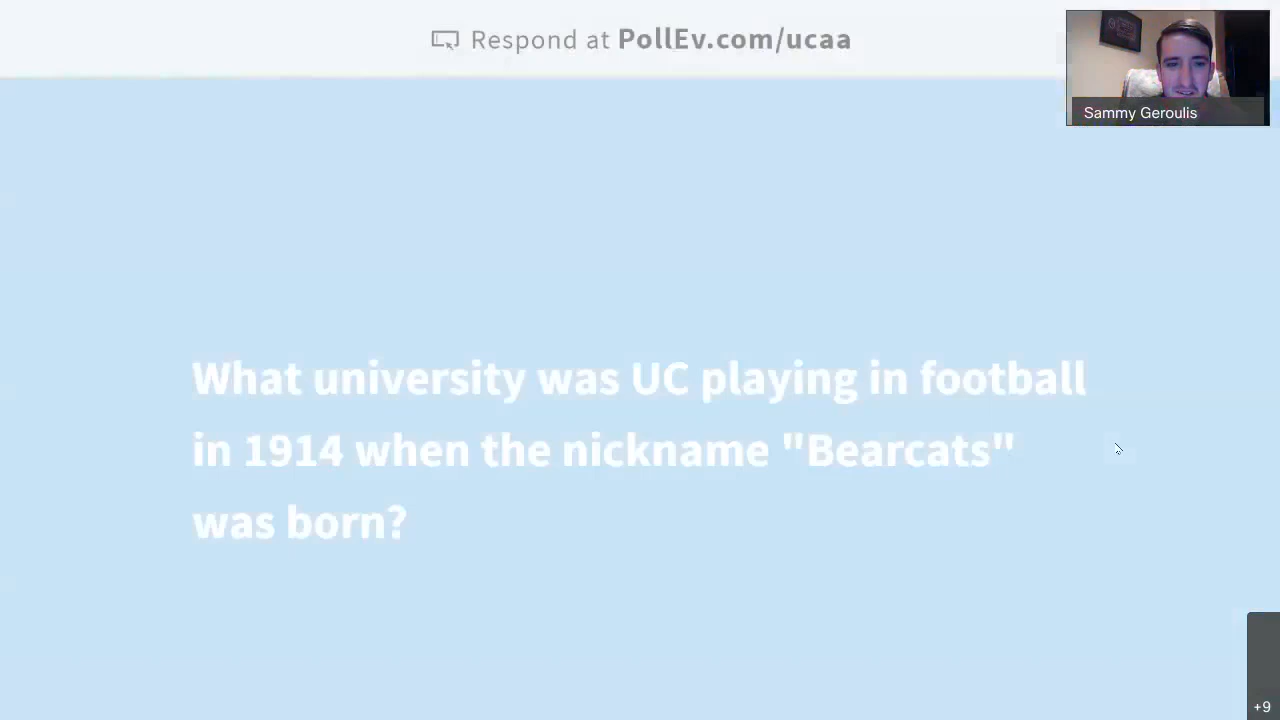 Respond at PollEv.com/ucaa
Sammy Geroulis
What university was UC playing in football
in 1914 when the nickname "Bearcats"
was born?
+9